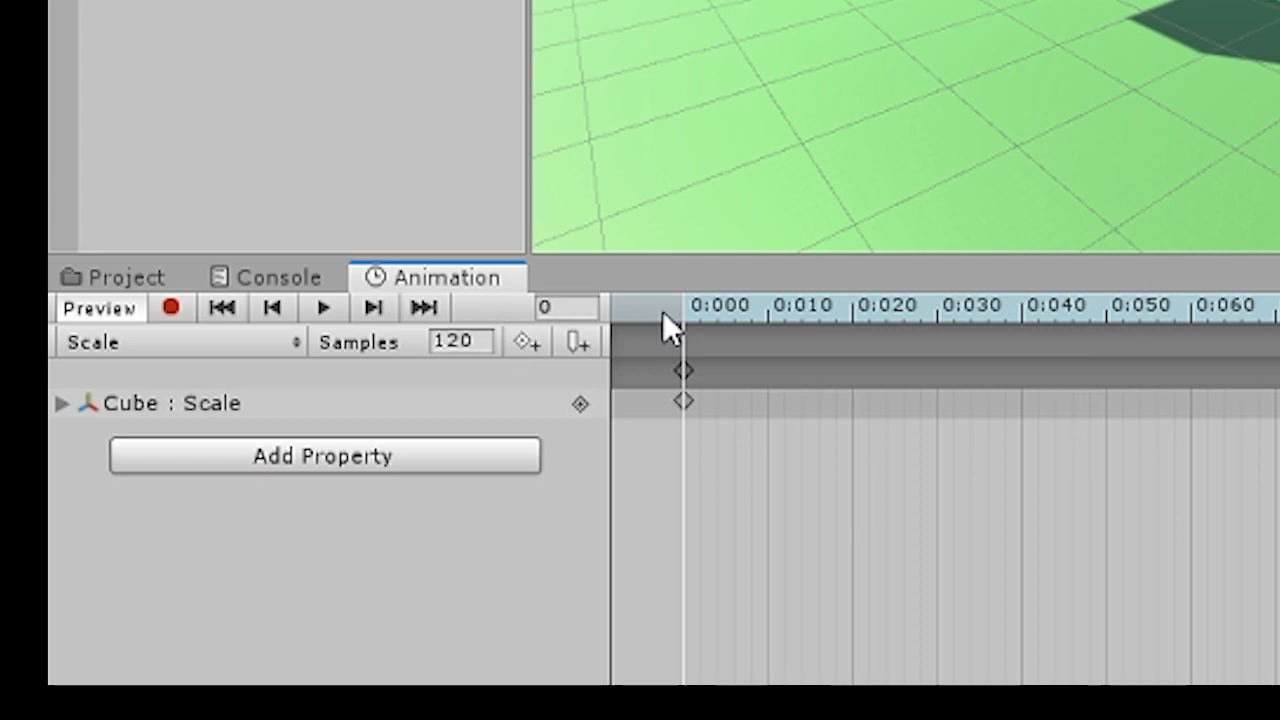 Project Console Animation
Preview 0 0:000 0:010 0:020 0:030 0:040 0:050 0:060
Scale Samples 120
Cube : Scale
Add Property